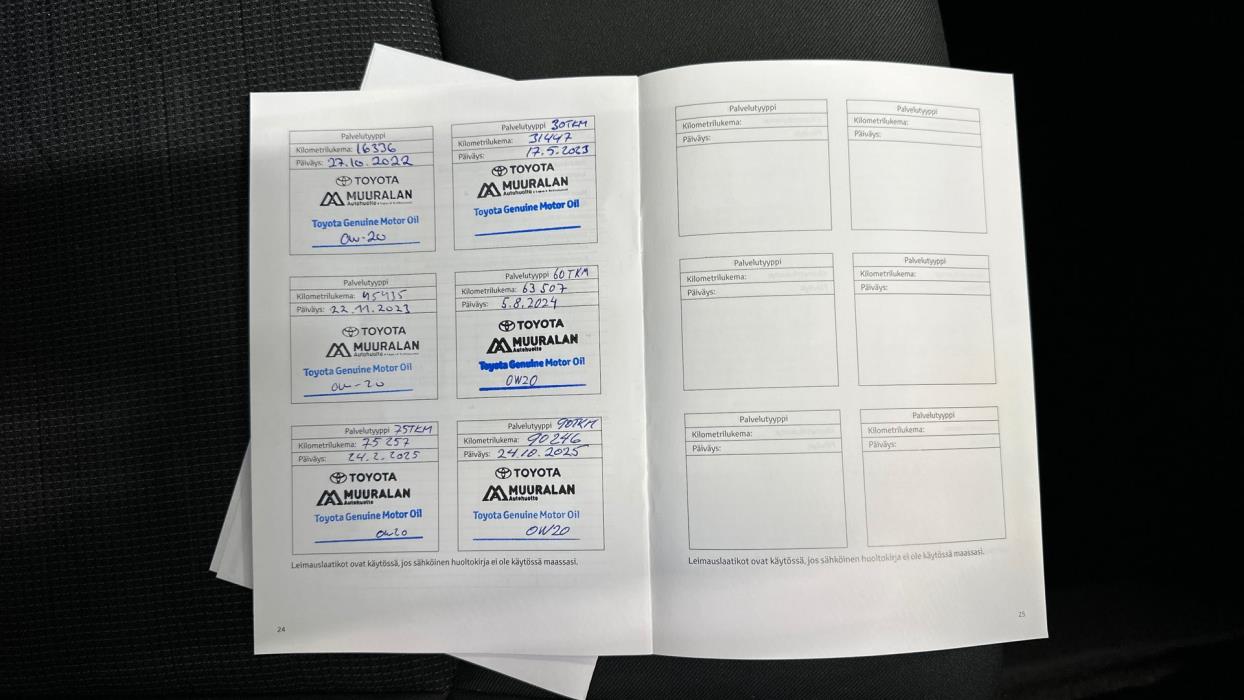 Palvelutyyppi
Kilometrilukema: 16336
Päiväys: 27.10.2022
TOYOTA
MUURALAN
Autohuolto
Toyota Genuine Motor Oil
0w-20
Palvelutyyppi 30TKM
Kilometrilukema: 31447
Päiväys: 17.5.2023
TOYOTA
MUURALAN
Autohuolto
Toyota Genuine Motor Oil
Palvelutyyppi
Kilometrilukema: 45435
Päiväys: 22.11.2023
TOYOTA
MUURALAN
Autohuolto
Toyota Genuine Motor Oil
0w-20
Palvelutyyppi 60TKM
Kilometrilukema: 63507
Päiväys: 5.8.2024
TOYOTA
MUURALAN
Autohuolto
Toyota Genuine Motor Oil
0W20
Palvelutyyppi 75TKM
Kilometrilukema: 75257
Päiväys: 24.2.2025
TOYOTA
MUURALAN
Autohuolto
Toyota Genuine Motor Oil
0w20
Palvelutyyppi 90TKM
Kilometrilukema: 90246
Päiväys: 24.10.2025
TOYOTA
MUURALAN
Autohuolto
Toyota Genuine Motor Oil
0W20
Leimauslaatikot ovat käytössä, jos sähköinen huoltokirja ei ole käytössä maassasi.
24
Palvelutyyppi
Kilometrilukema:
Päiväys:
Palvelutyyppi
Kilometrilukema:
Päiväys:
Palvelutyyppi
Kilometrilukema:
Päiväys:
Palvelutyyppi
Kilometrilukema:
Päiväys:
Palvelutyyppi
Kilometrilukema:
Päiväys:
Palvelutyyppi
Kilometrilukema:
Päiväys:
Leimauslaatikot ovat käytössä, jos sähköinen huoltokirja ei ole käytössä maassasi.
25